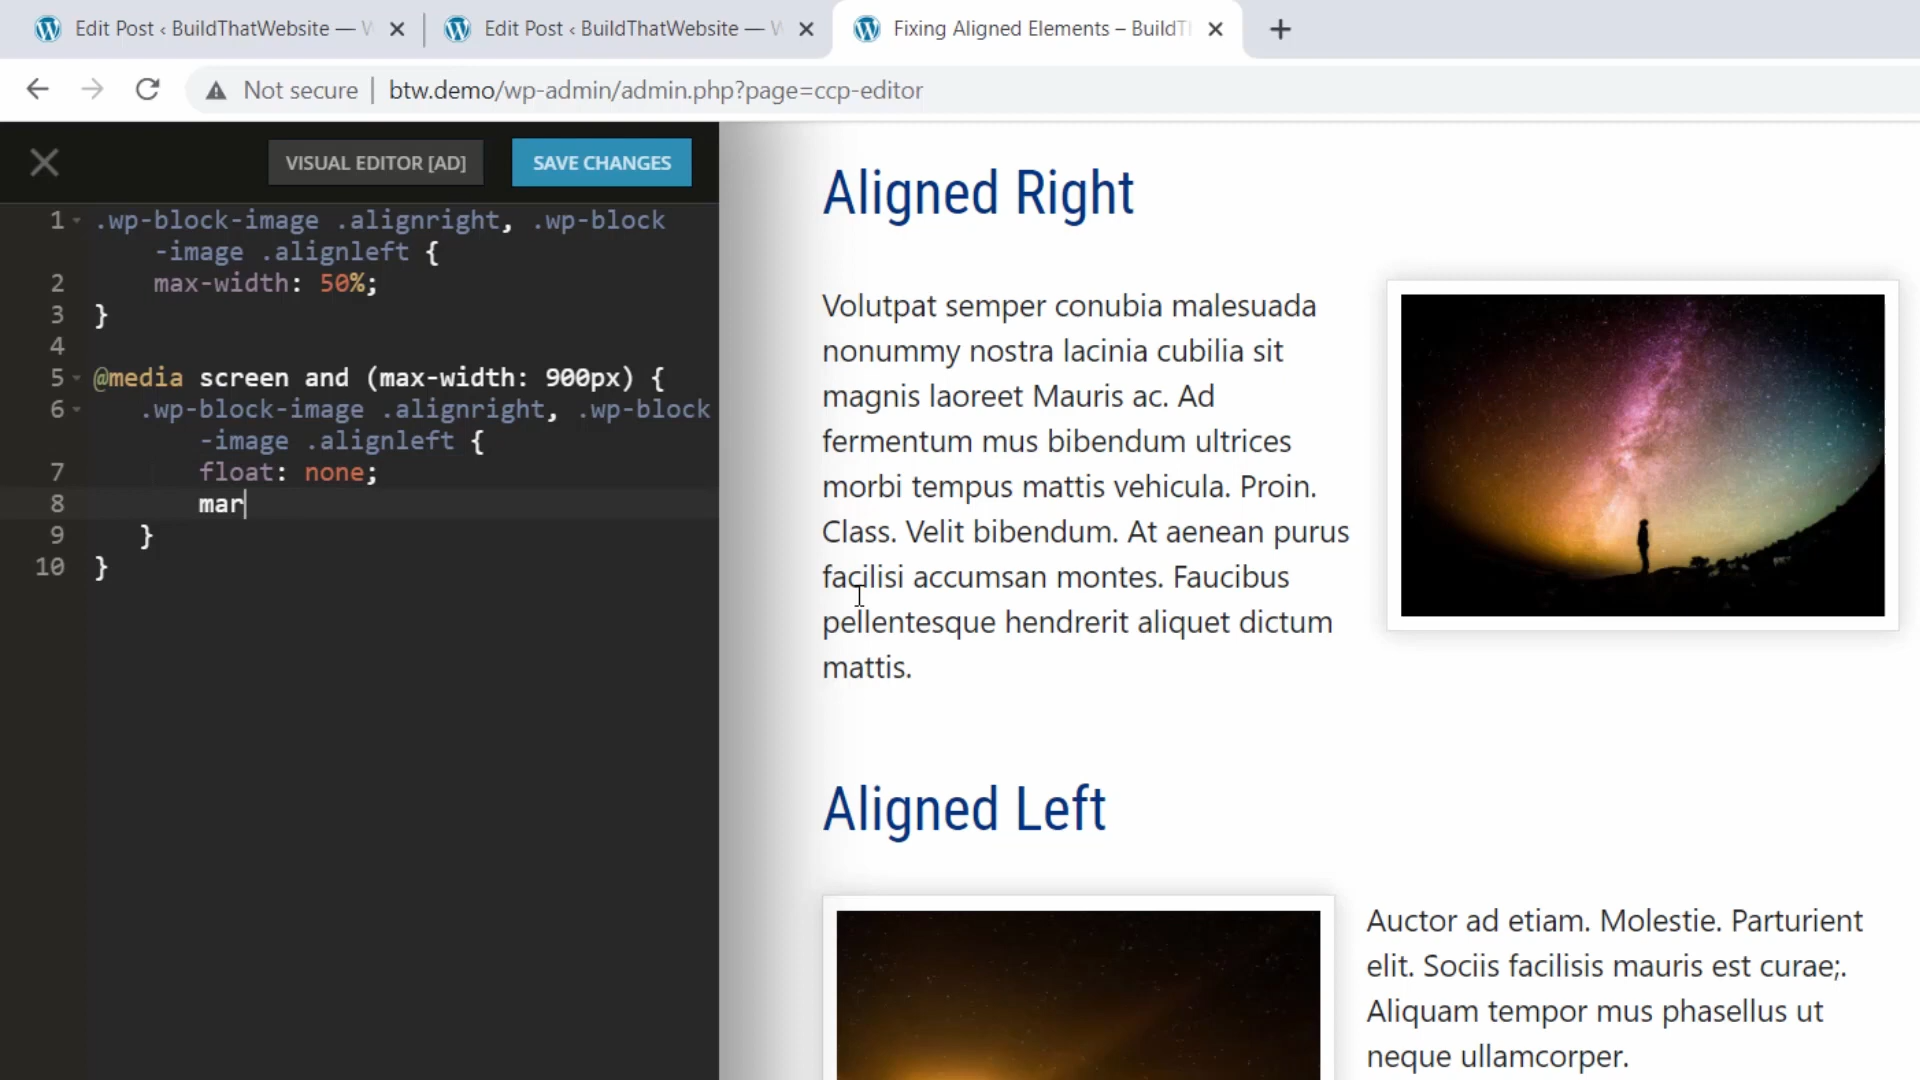 Edit Post ‹ BuildThatWebsite —
Edit Post ‹ BuildThatWebsite —
Fixing Aligned Elements – BuildT
Not secure | btw.demo/wp-admin/admin.php?page=ccp-editor
VISUAL EDITOR [AD]
SAVE CHANGES
1 .wp-block-image .alignright, .wp-block
-image .alignleft {
2 max-width: 50%;
3 }
4
5 @media screen and (max-width: 900px) {
6 .wp-block-image .alignright, .wp-block
-image .alignleft {
7 float: none;
8 mar
9 }
10 }
Aligned Right
Volutpat semper conubia malesuada
nonummy nostra lacinia cubilia sit
magnis laoreet Mauris ac. Ad
fermentum mus bibendum ultrices
morbi tempus mattis vehicula. Proin.
Class. Velit bibendum. At aenean purus
facilisi accumsan montes. Faucibus
pellentesque hendrerit aliquet dictum
mattis.
Aligned Left
Auctor ad etiam. Molestie. Parturient
elit. Sociis facilisis mauris est curae;.
Aliquam tempor mus phasellus ut
neque ullamcorper.